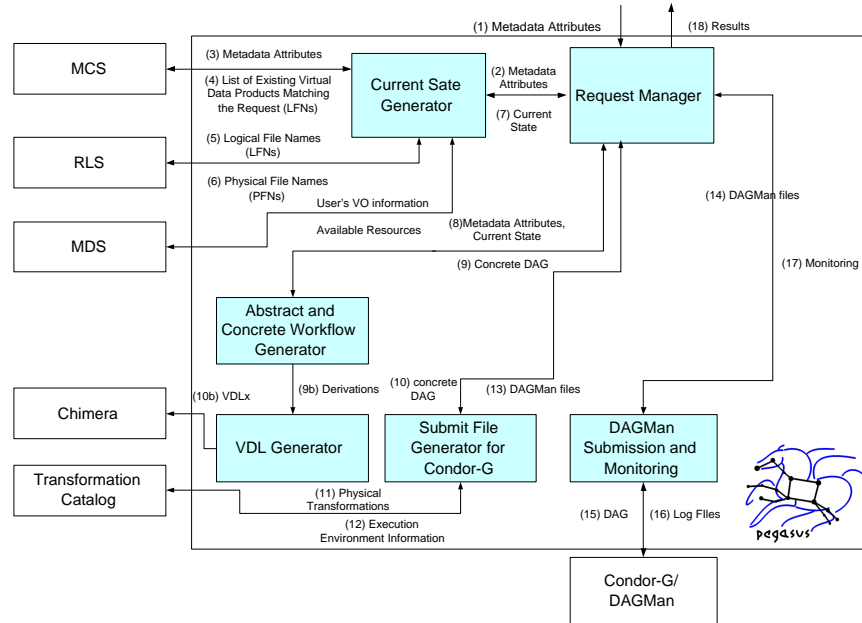 (1) Metadata Attributes
(18) Results
MCS
(3) Metadata Attributes
(4) List of Existing Virtual
Data Products Matching
the Request (LFNs)
Current Sate
Generator
(2) Metadata
Attributes
(7) Current
State
Request Manager
RLS
(5) Logical File Names
(LFNs)
(6) Physical File Names
(PFNs)
User's VO information
MDS
Available Resources
(8)Metadata Attributes,
Current State
(9) Concrete DAG
(14) DAGMan files
(17) Monitoring
Abstract and
Concrete Workflow
Generator
(9b) Derivations
(10) concrete
DAG
(13) DAGMan files
(10b) VDLx
Chimera
VDL Generator
Submit File
Generator for
Condor-G
DAGMan
Submission and
Monitoring
Transformation
Catalog
(11) Physical
Transformations
(12) Execution
Environment Information
(15) DAG
(16) Log FIles
pegasus
Condor-G/
DAGMan